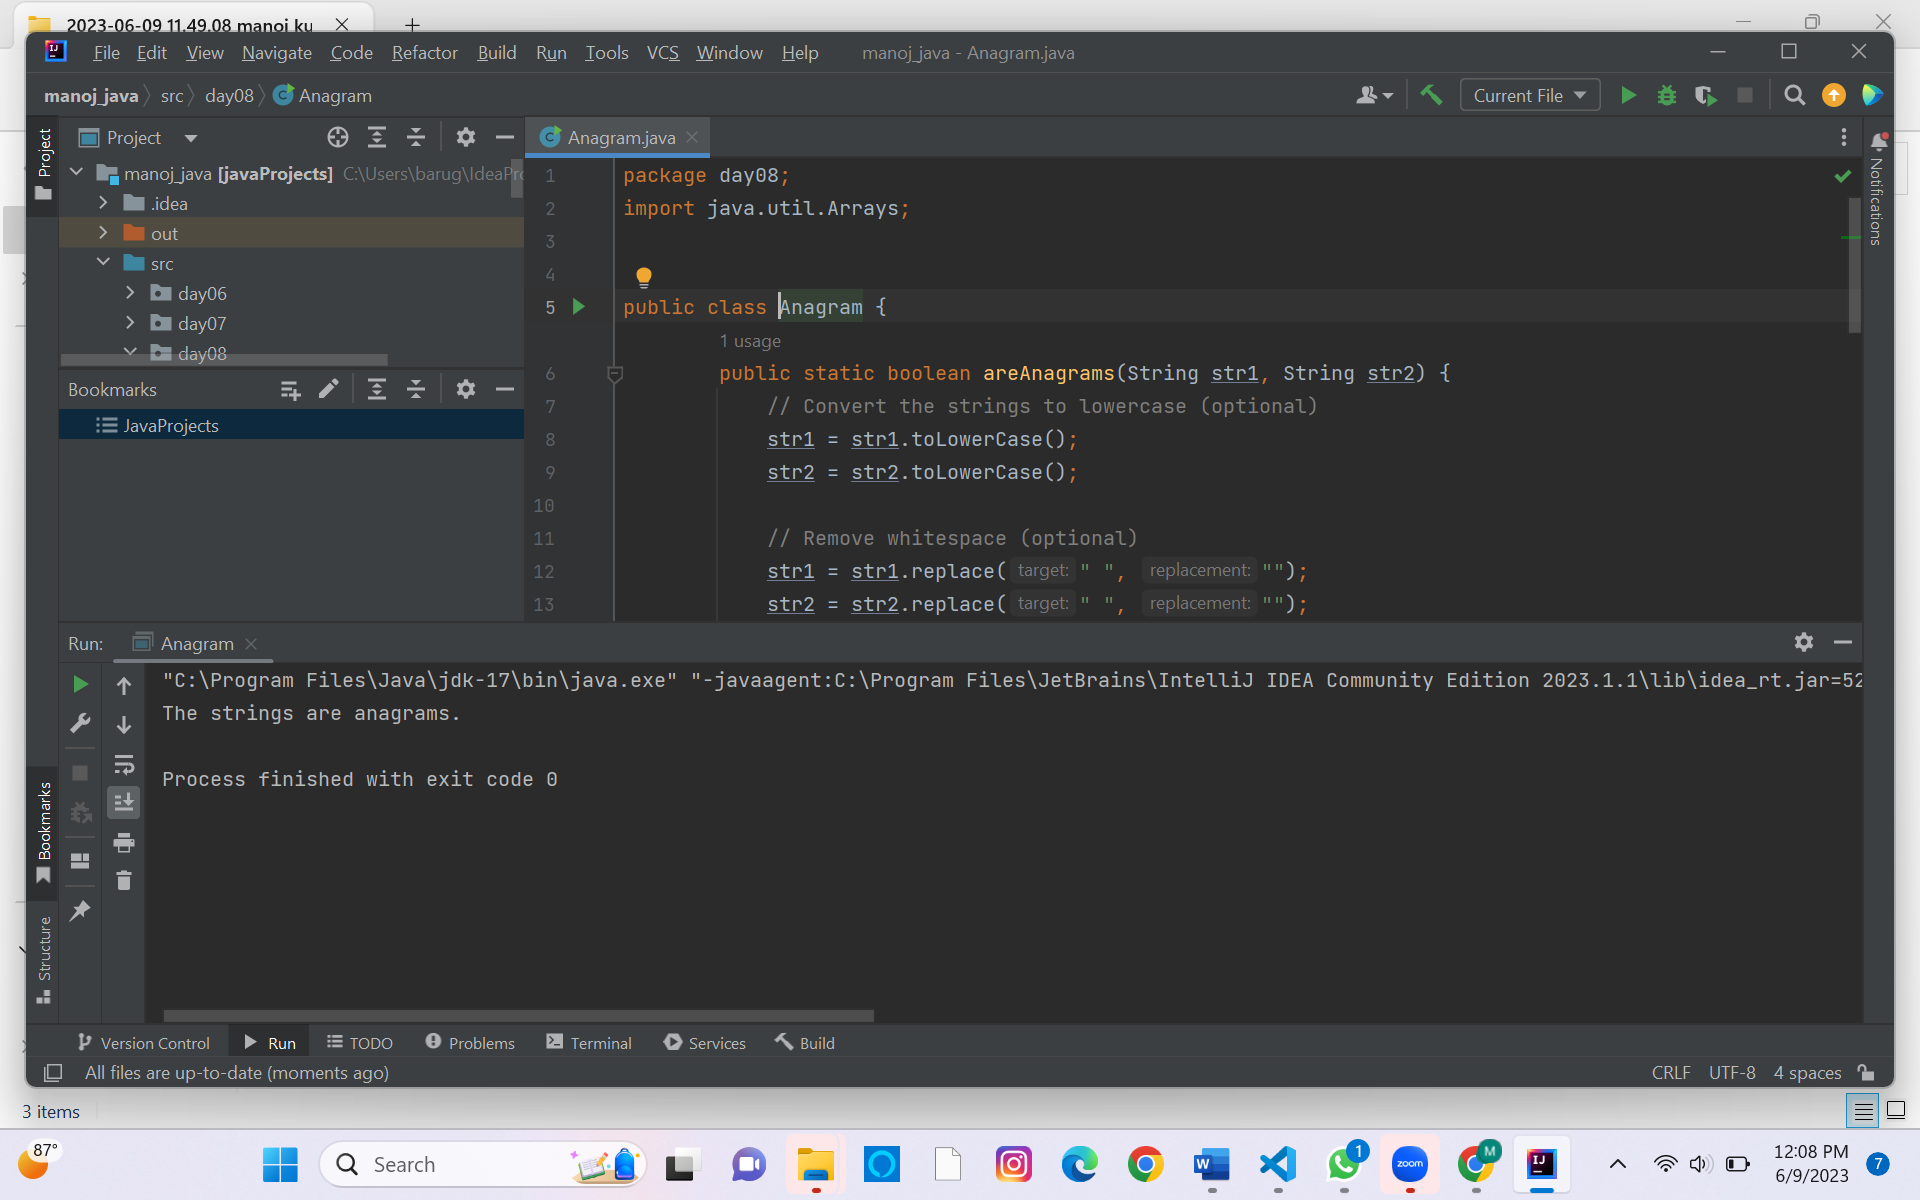 2023-06-09 11.49.08 manoj ku
File Edit View Navigate Code Refactor Build Run Tools VCS Window Help manoj_java - Anagram.java
manoj_java src day08 Anagram
Current File
Project
Project
Anagram.java
Notifications
manoj_java [javaProjects] C:\Users\barug\IdeaPro
.idea
out
src
day06
day07
day08
Bookmarks
JavaProjects
1 package day08;
2 import java.util.Arrays;
3
4
5 public class Anagram {
1 usage
6 public static boolean areAnagrams(String str1, String str2) {
7 // Convert the strings to lowercase (optional)
8 str1 = str1.toLowerCase();
9 str2 = str2.toLowerCase();
10
11 // Remove whitespace (optional)
12 str1 = str1.replace( target: " ", replacement: "");
13 str2 = str2.replace( target: " ", replacement: "");
Run: Anagram
"C:\Program Files\Java\jdk-17\bin\java.exe" "-javaagent:C:\Program Files\JetBrains\IntelliJ IDEA Community Edition 2023.1.1\lib\idea_rt.jar=52
The strings are anagrams.
Process finished with exit code 0
Bookmarks
Structure
Version Control Run TODO Problems Terminal Services Build
All files are up-to-date (moments ago) CRLF UTF-8 4 spaces
3 items
87° Search W zoom 1 M IJ 12:08 PM 7
6/9/2023